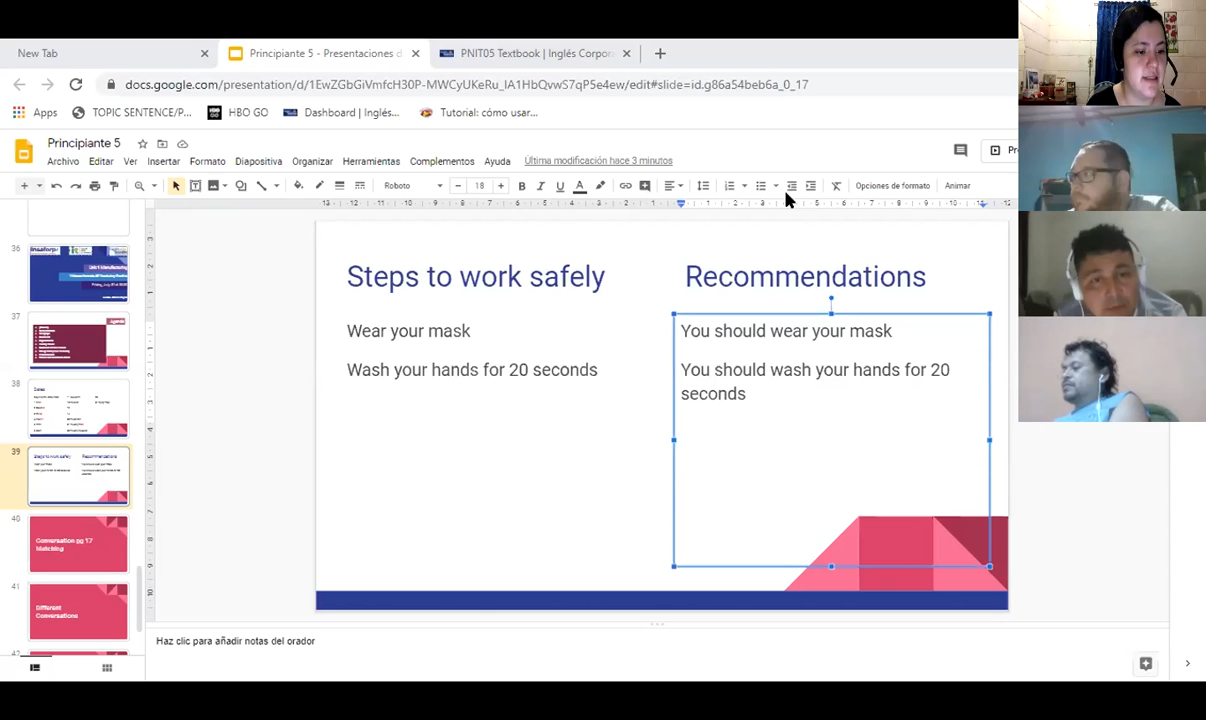 New Tab
Principiante 5 - Presentaciones d
PNIT05 Textbook | Inglés Corpor
docs.google.com/presentation/d/1EwZGbGiVmfcH30P-MWCyUKeRu_IA1HbQvwS7qP5e4ew/edit#slide=id.g86a54beb6a_0_17
Apps
TOPIC SENTENCE/P...
HBO GO
Dashboard | Inglés...
Tutorial: cómo usar...
Principiante 5
Archivo Editar Ver Insertar Formato Diapositiva Organizar Herramientas Complementos Ayuda Última modificación hace 3 minutos
Roboto
18
Opciones de formato
Animar
Steps to work safely
Wear your mask
Wash your hands for 20 seconds
Recommendations
You should wear your mask
You should wash your hands for 20
seconds
36
37
38
39
Steps to work safely
Recommendations
40
Conversation pg 17
Matching
41
Different
Conversations
Haz clic para añadir notas del orador